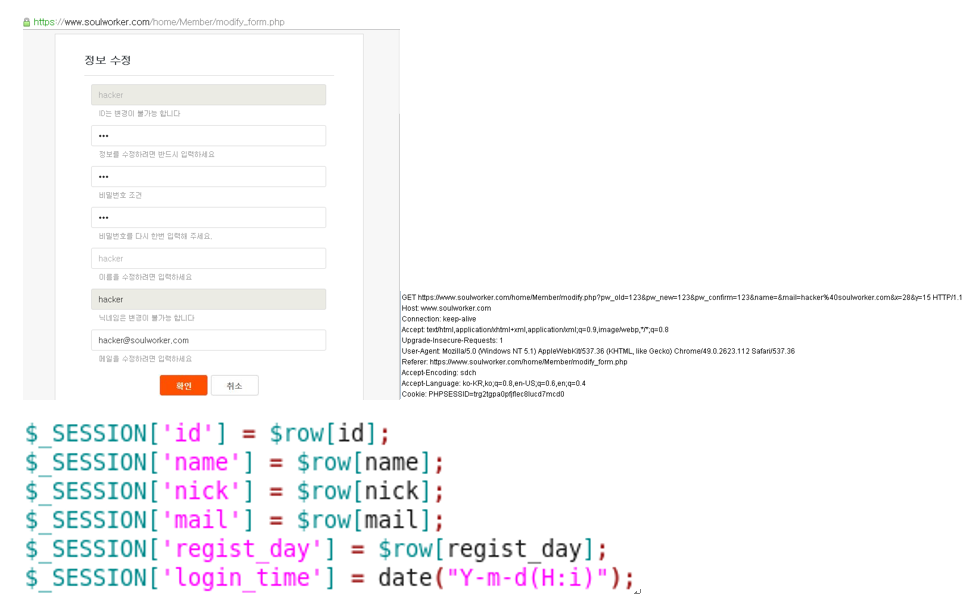 https://www.soulworker.com/home/Member/modify_form.php
정보 수정
hacker
ID는 변경이 불가능 합니다
•••
정보를 수정하려면 반드시 입력하세요
•••
비밀번호 조건
•••
비밀번호를 다시 한번 입력해 주세요.
hacker
이름을 수정하려면 입력하세요
hacker
닉네임은 변경이 불가능 합니다
hacker@soulworker.com
메일을 수정하려면 입력하세요
확인 취소
GET https://www.soulworker.com/home/Member/modify.php?pw_old=123&pw_new=123&pw_confirm=123&name=&mail=hacker%40soulworker.com&x=28&y=15 HTTP/1.1
Host: www.soulworker.com
Connection: keep-alive
Accept: text/html,application/xhtml+xml,application/xml;q=0.9,image/webp,*/*;q=0.8
Upgrade-Insecure-Requests: 1
User-Agent: Mozilla/5.0 (Windows NT 5.1) AppleWebKit/537.36 (KHTML, like Gecko) Chrome/49.0.2623.112 Safari/537.36
Referer: https://www.soulworker.com/home/Member/modify_form.php
Accept-Encoding: sdch
Accept-Language: ko-KR,ko;q=0.8,en-US;q=0.6,en;q=0.4
Cookie:
$_SESSION['id'] = $row[id];
$_SESSION['name'] = $row[name];
$_SESSION['nick'] = $row[nick];
$_SESSION['mail'] = $row[mail];
$_SESSION['regist_day'] = $row[regist_day];
$_SESSION['login_time'] = date("Y-m-d(H:i)");